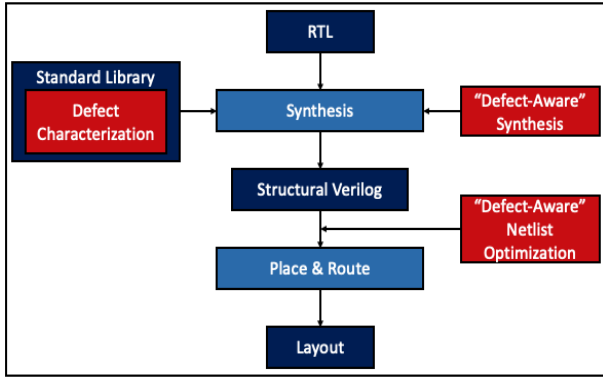 RTL
Standard Library
Defect
Characterization
Synthesis
“Defect-Aware”
Synthesis
Structural Verilog
“Defect-Aware”
Netlist
Optimization
Place & Route
Layout